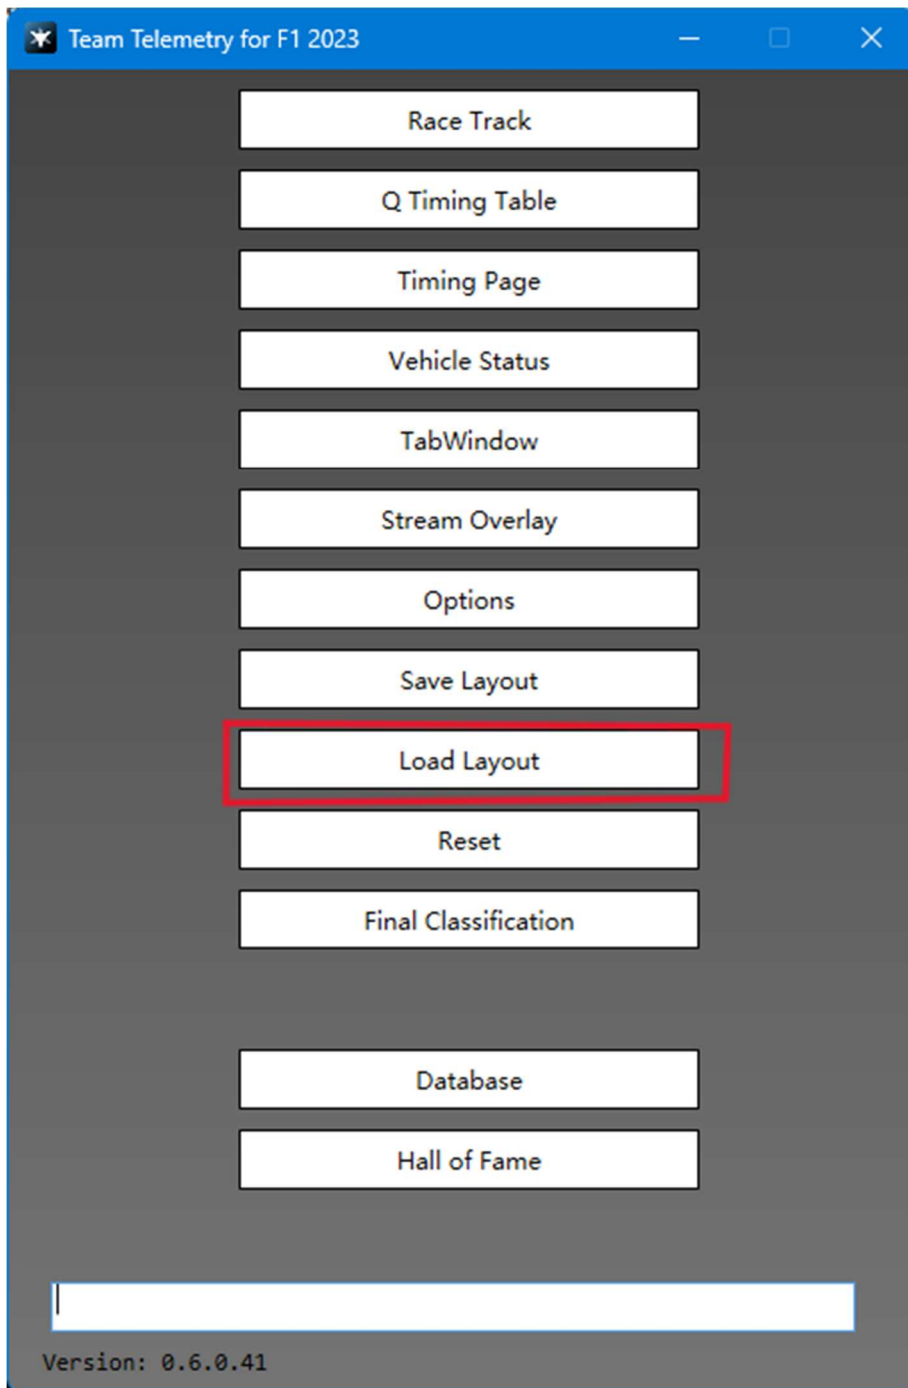 Team Telemetry for F1 2023
Race Track
Q Timing Table
Timing Page
Vehicle Status
TabWindow
Stream Overlay
Options
Save Layout
Load Layout
Reset
Final Classification
Database
Hall of Fame
Version: 0.6.0.41